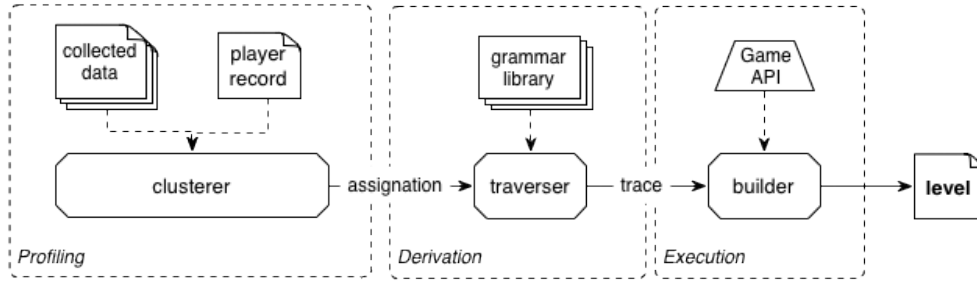 collected
data
player
record
grammar
library
Game
API
clusterer
assignation
traverser
trace
builder
level
Profiling
Derivation
Execution